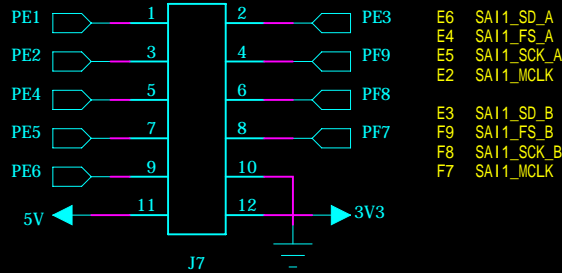 PE1 1 2 PE3
PE2 3 4 PF9
PE4 5 6 PF8
PE5 7 8 PF7
PE6 9 10
5V 11 12 3V3
J7
E6 SAI1_SD_A
E4 SAI1_FS_A
E5 SAI1_SCK_A
E2 SAI1_MCLK
E3 SAI1_SD_B
F9 SAI1_FS_B
F8 SAI1_SCK_B
F7 SAI1_MCLK